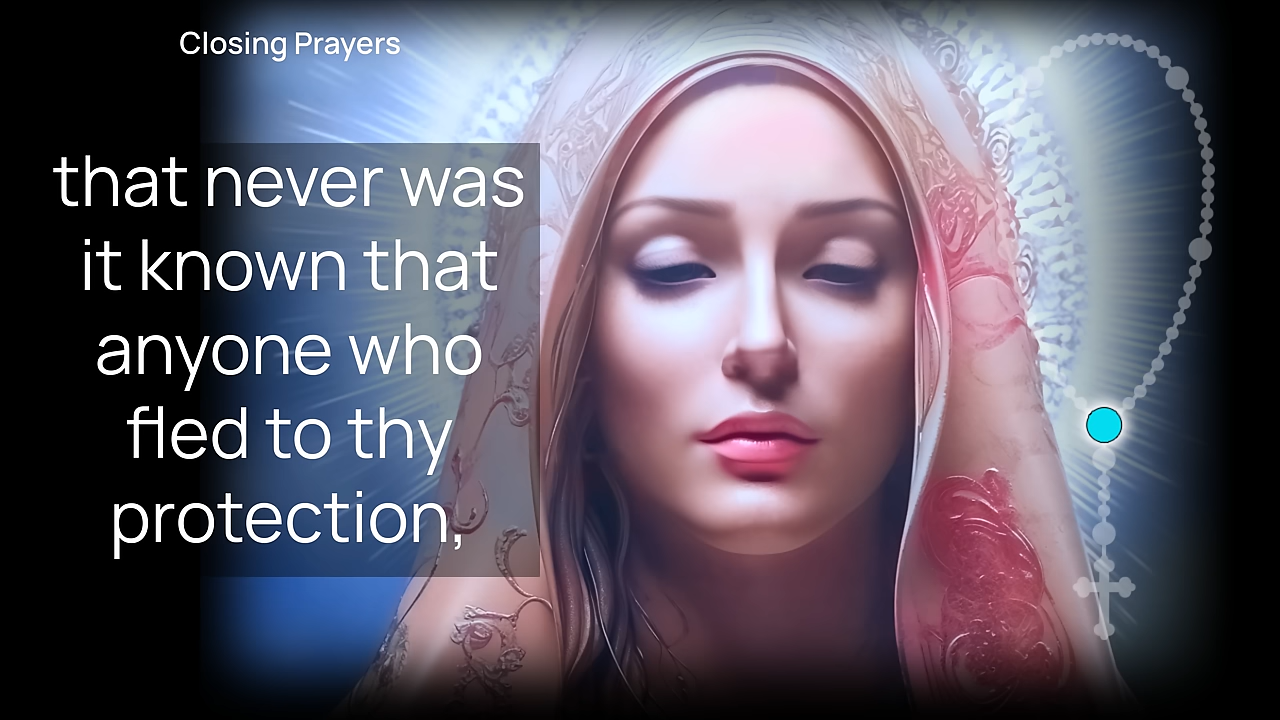 Closing Prayers
that never was
it known that
anyone who
fled to thy
protection,